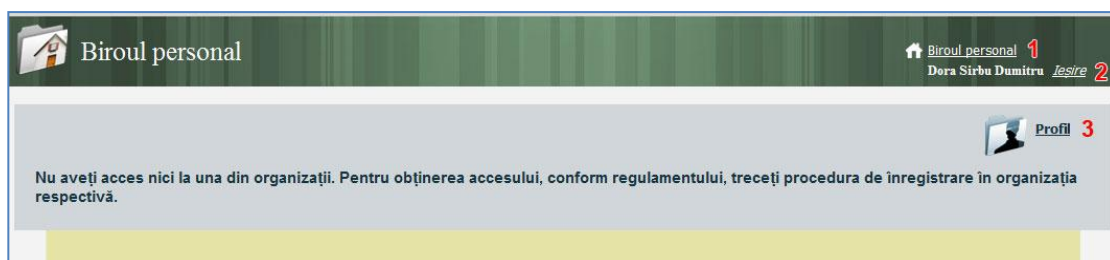 Biroul personal
Biroul personal 1
Dora Sirbu Dumitru Ieșire 2
Profil 3
Nu aveți acces nici la una din organizații. Pentru obținerea accesului, conform regulamentului, treceți procedura de înregistrare în organizația
respectivă.